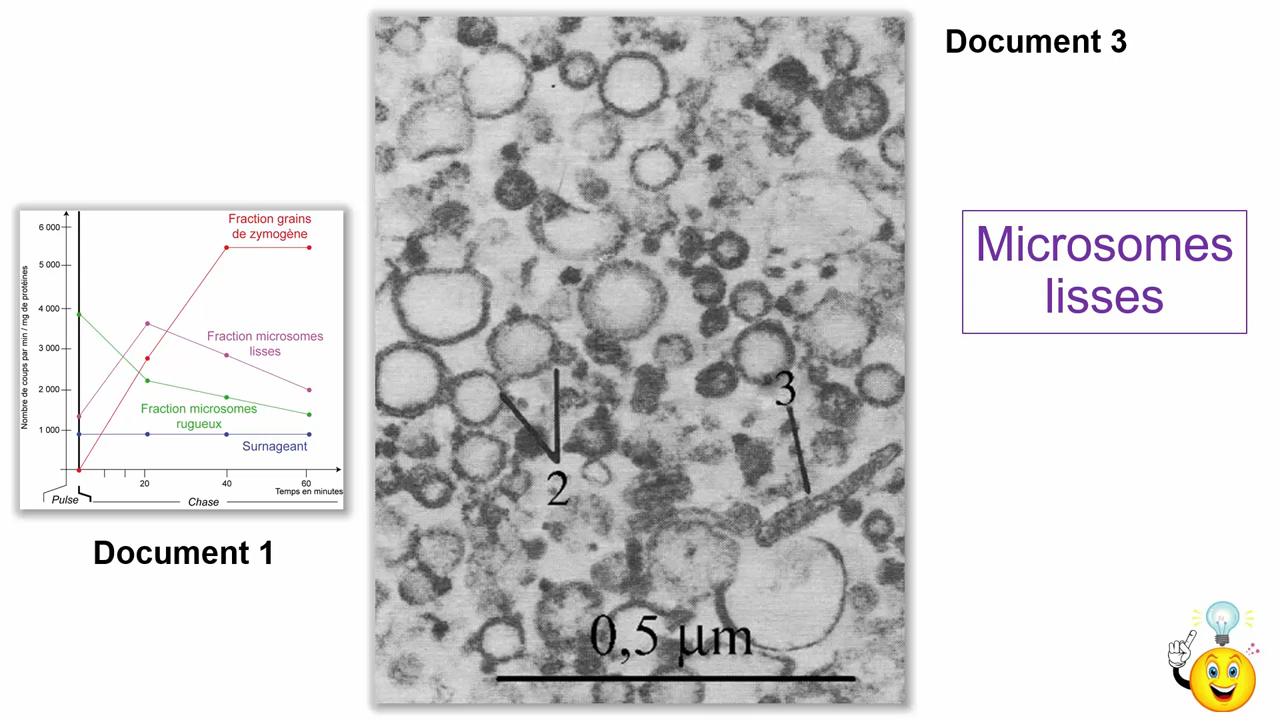 Document 3
Fraction grains
de zymogène
6 000
5 000
4 000
3 000
2 000
1 000
Nombre de coups par min / mg de protéines
Fraction microsomes
lisses
Fraction microsomes
rugueux
Surnageant
20
40
60
Temps en minutes
Pulse
Chase
Document 1
2
3
0,5 µm
Microsomes
lisses